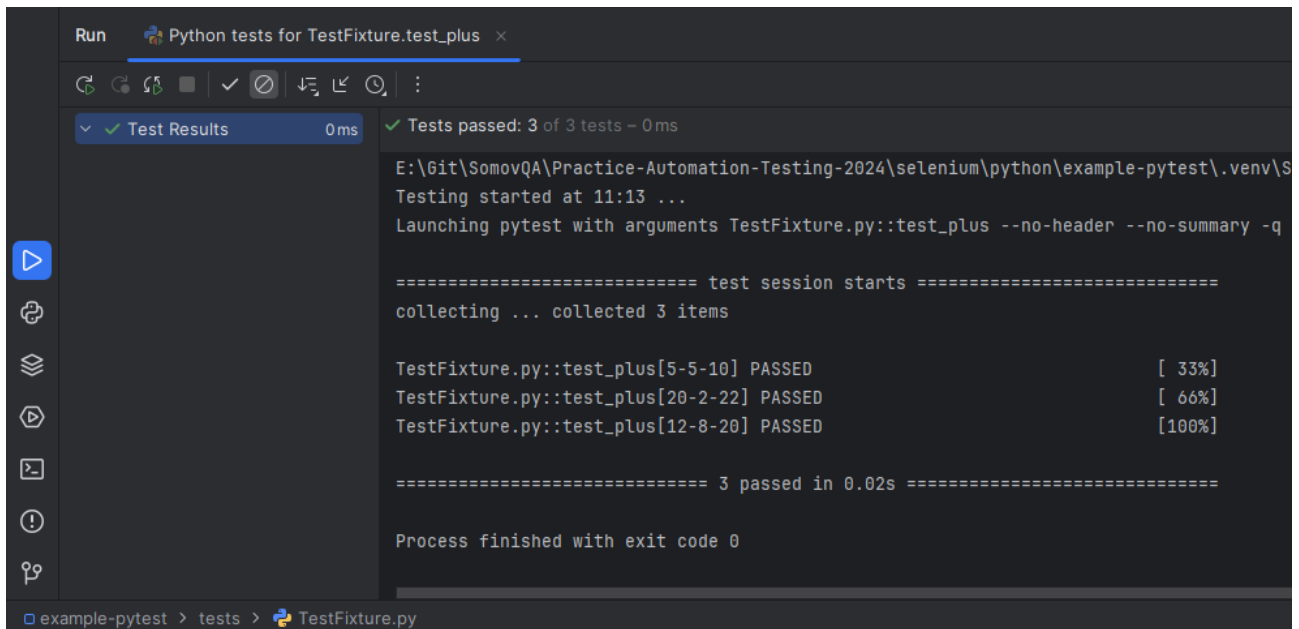 Run Python tests for TestFixture.test_plus ×
Test Results 0 ms
Tests passed: 3 of 3 tests – 0 ms
E:\Git\SomovQA\Practice-Automation-Testing-2024\selenium\python\example-pytest\.venv\S
Testing started at 11:13 ...
Launching pytest with arguments TestFixture.py::test_plus --no-header --no-summary -q
============================= test session starts =============================
collecting ... collected 3 items
TestFixture.py::test_plus[5-5-10] PASSED [ 33%]
TestFixture.py::test_plus[20-2-22] PASSED [ 66%]
TestFixture.py::test_plus[12-8-20] PASSED [100%]
============================== 3 passed in 0.02s ==============================
Process finished with exit code 0
example-pytest > tests > TestFixture.py